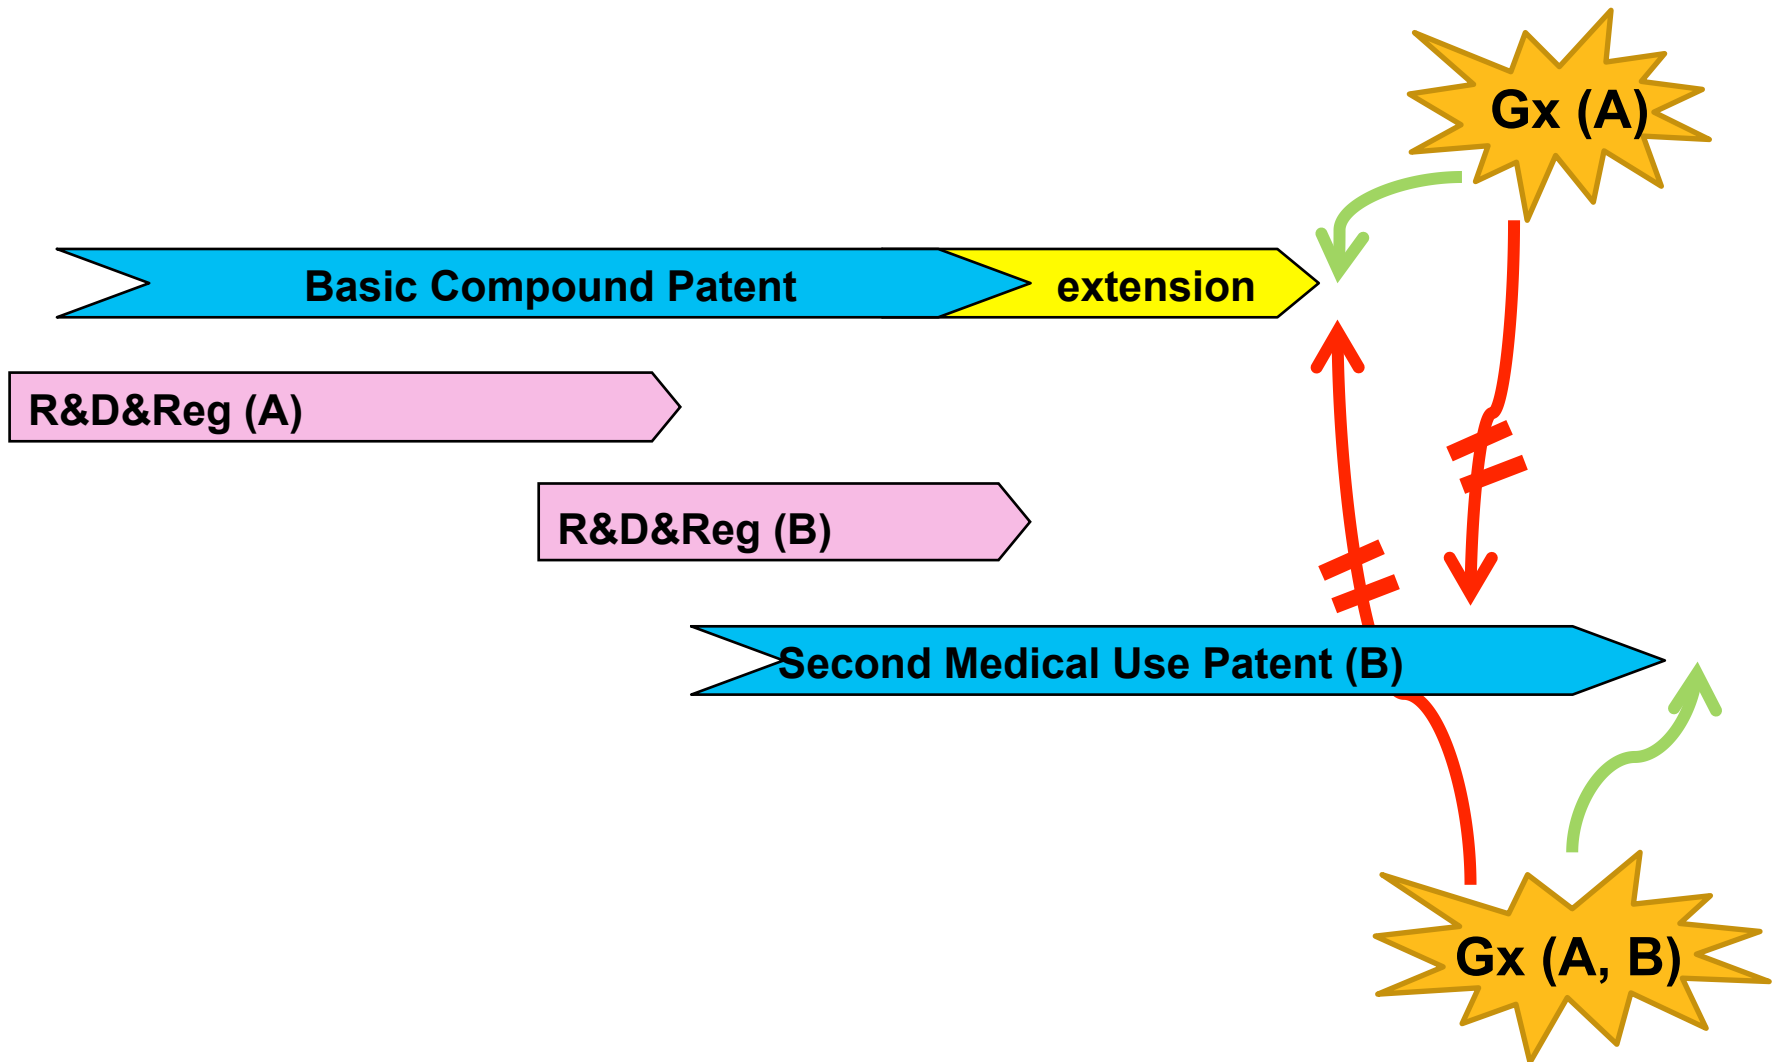 Gx (A)
Basic Compound Patent
extension
R&D&Reg (A)
R&D&Reg (B)
Second Medical Use Patent (B)
Gx (A, B)